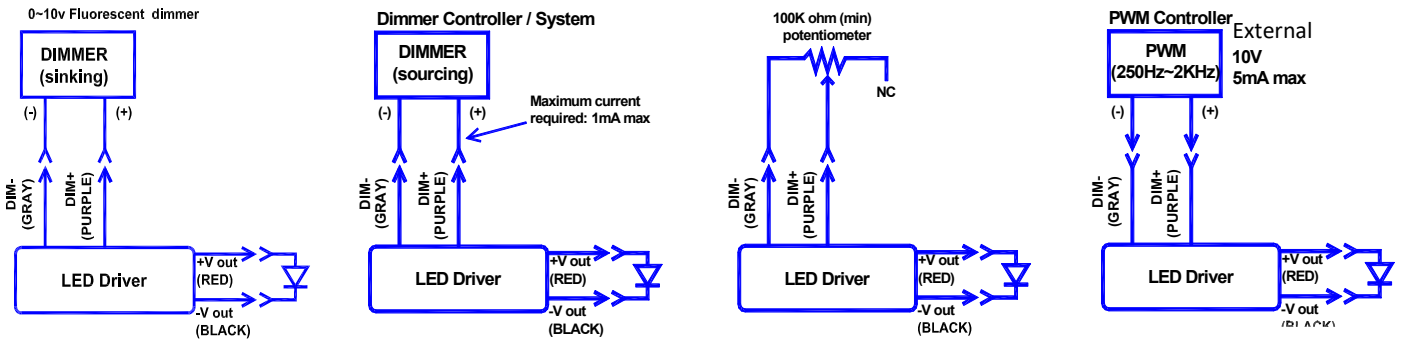 0~10v Fluorescent dimmer
DIMMER
(sinking)
(-)
(+)
DIM-
(GRAY)
DIM+
(PURPLE)
LED Driver
+V out
(RED)
-V out
(BLACK)
Dimmer Controller / System
DIMMER
(sourcing)
(-)
(+)
Maximum current
required: 1mA max
DIM-
(GRAY)
DIM+
(PURPLE)
LED Driver
+V out
(RED)
-V out
(BLACK)
100K ohm (min)
potentiometer
NC
DIM-
(GRAY)
DIM+
(PURPLE)
LED Driver
+V out
(RED)
-V out
(BLACK)
PWM Controller
External
PWM
(250Hz~2KHz)
10V
5mA max
(-)
(+)
DIM-
(GRAY)
DIM+
(PURPLE)
LED Driver
+V out
(RED)
-V out
(BLACK)